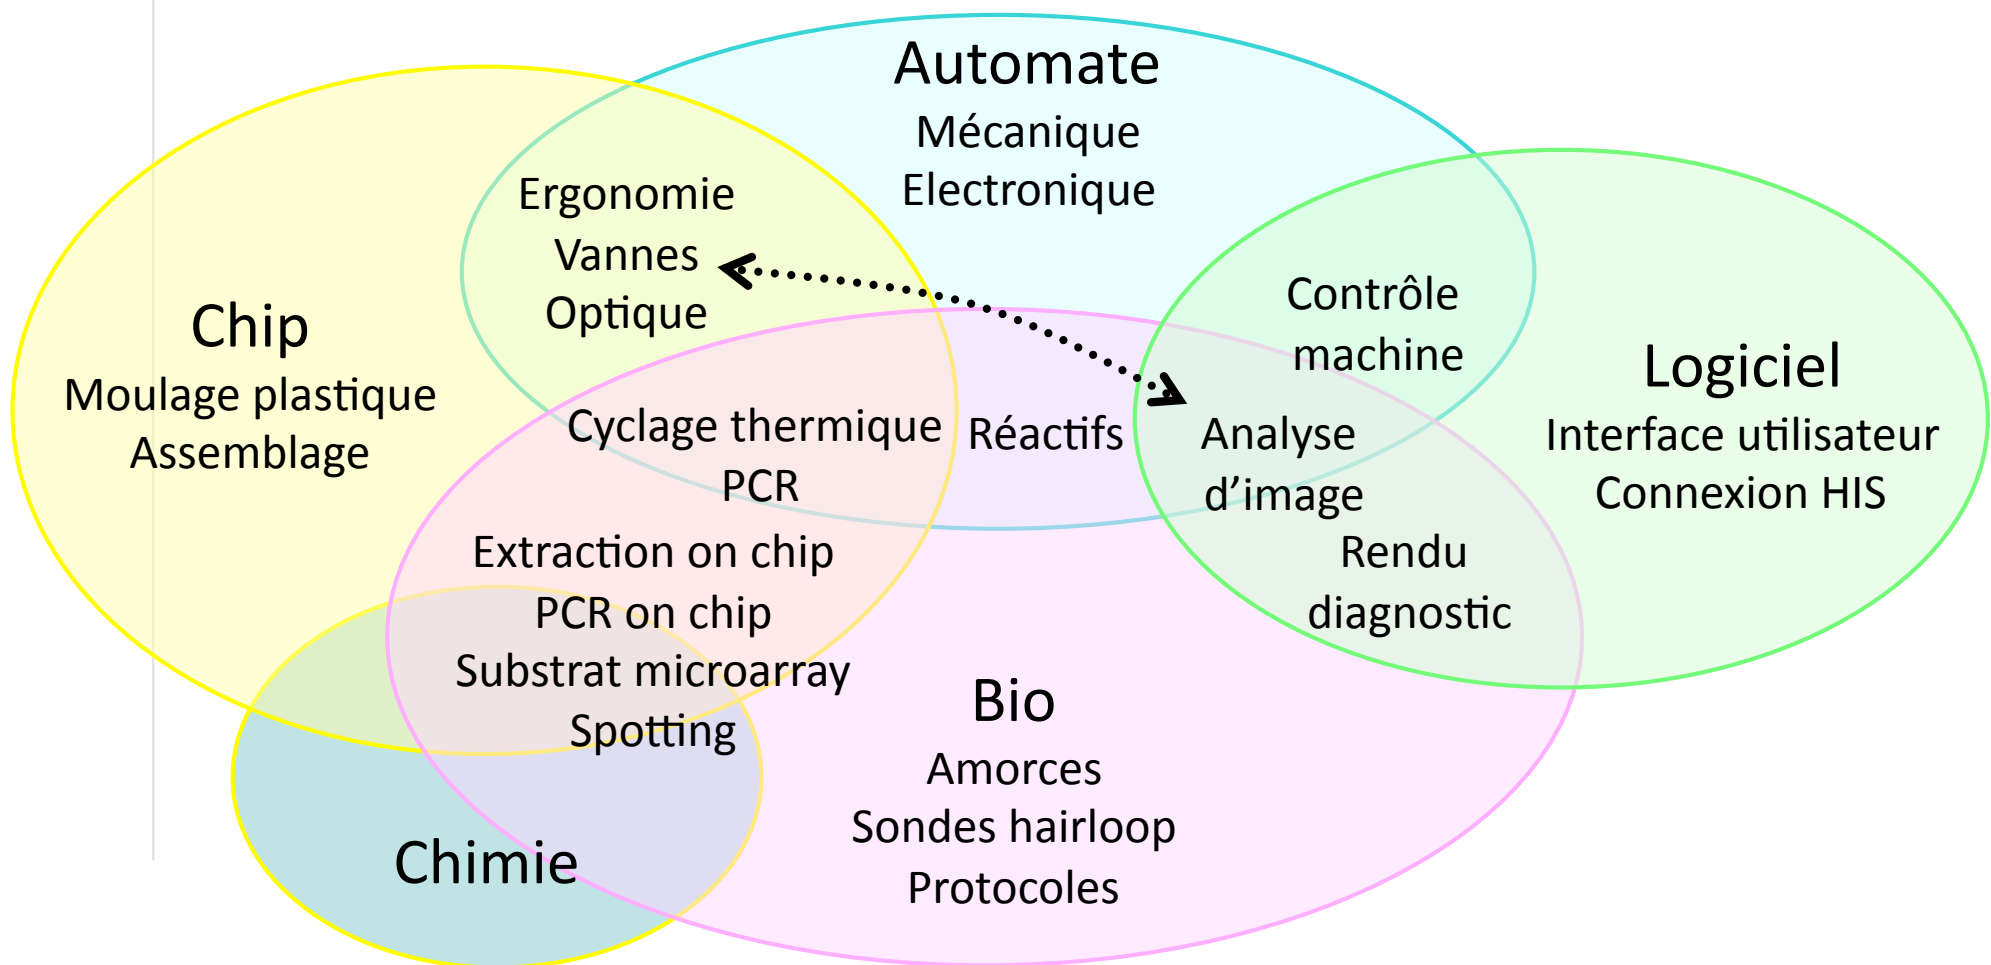 Automate
Mécanique
Electronique
Ergonomie
Vannes
Optique
Chip
Moulage plastique
Assemblage
Contrôle
machine
Logiciel
Interface utilisateur
Connexion HIS
Cyclage thermique
PCR
Réactifs
Analyse
d’image
Rendu
diagnostic
Extraction on chip
PCR on chip
Substrat microarray
Spotting
Bio
Amorces
Sondes hairloop
Protocoles
Chimie